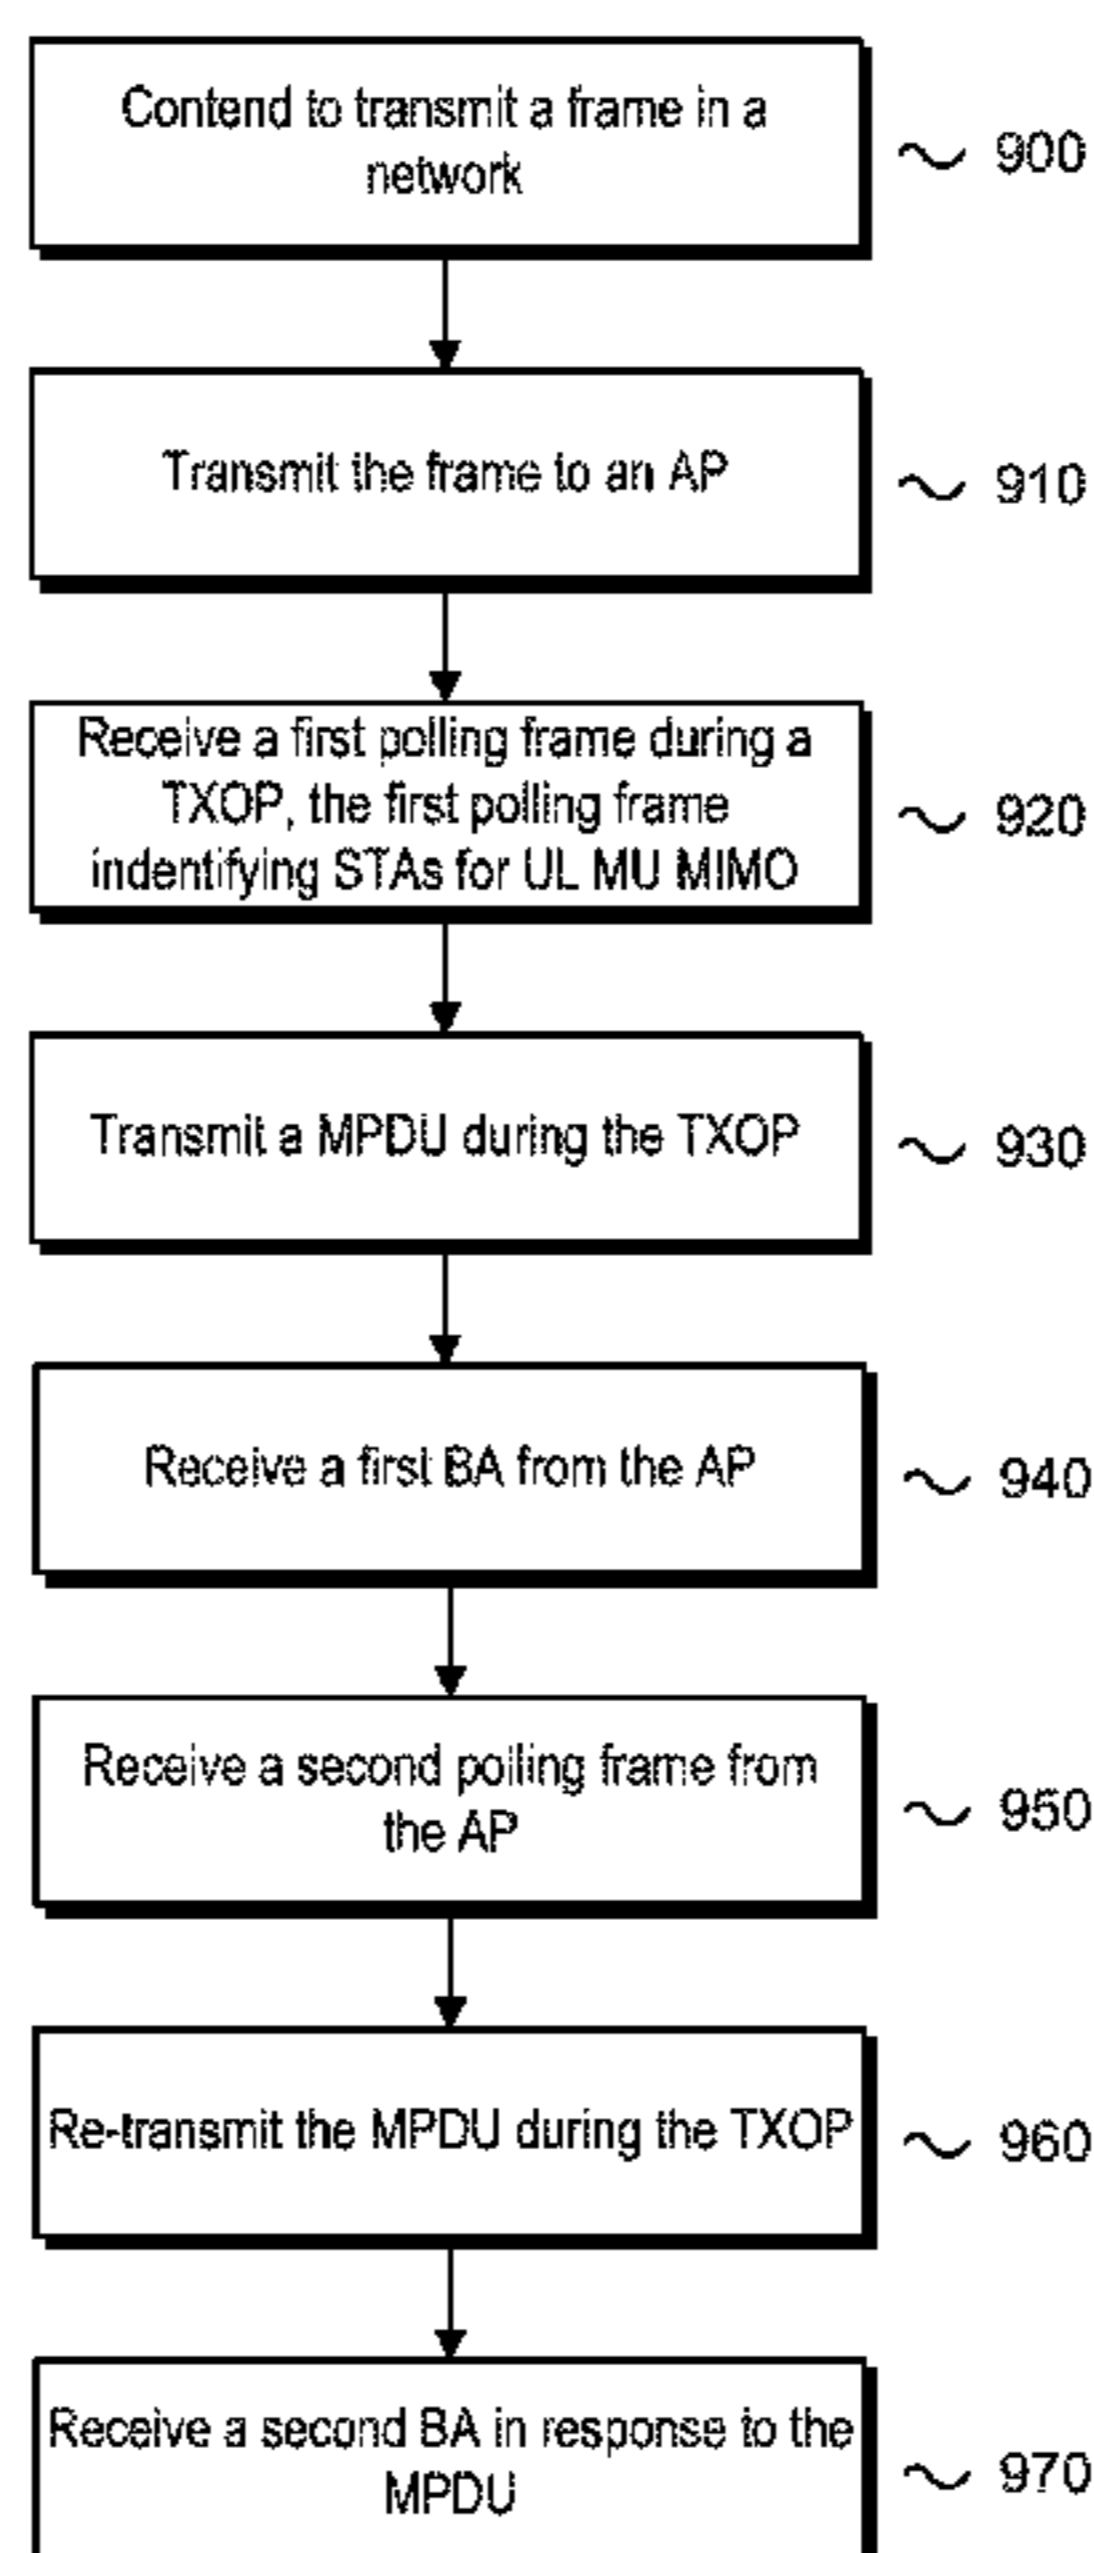 Contend to transmit a frame in a
network
900
Transmit the frame to an AP
910
Receive a first polling frame during a
TXOP, the first polling frame
indentifying STAs for UL MU MIMO
920
Transmit a MPDU during the TXOP
930
Receive a first BA from the AP
940
Receive a second polling frame from
the AP
950
Re-transmit the MPDU during the TXOP
960
Receive a second BA in response to the
MPDU
970